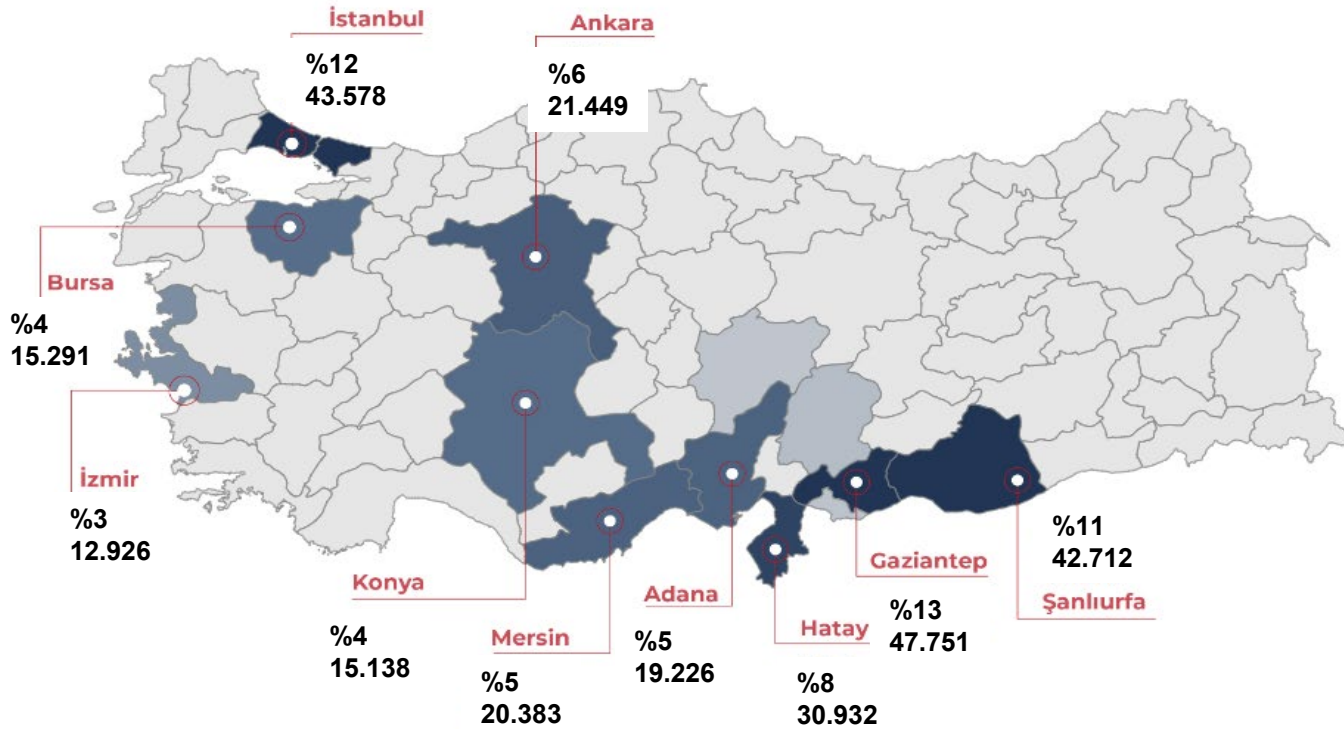 İstanbul
%12
43.578
Ankara
%6
21.449
Bursa
%4
15.291
İzmir
%3
12.926
Konya
%4
15.138
Mersin
%5
20.383
Adana
%5
19.226
Hatay
%8
30.932
Gaziantep
%13
47.751
%11
42.712
Şanlıurfa